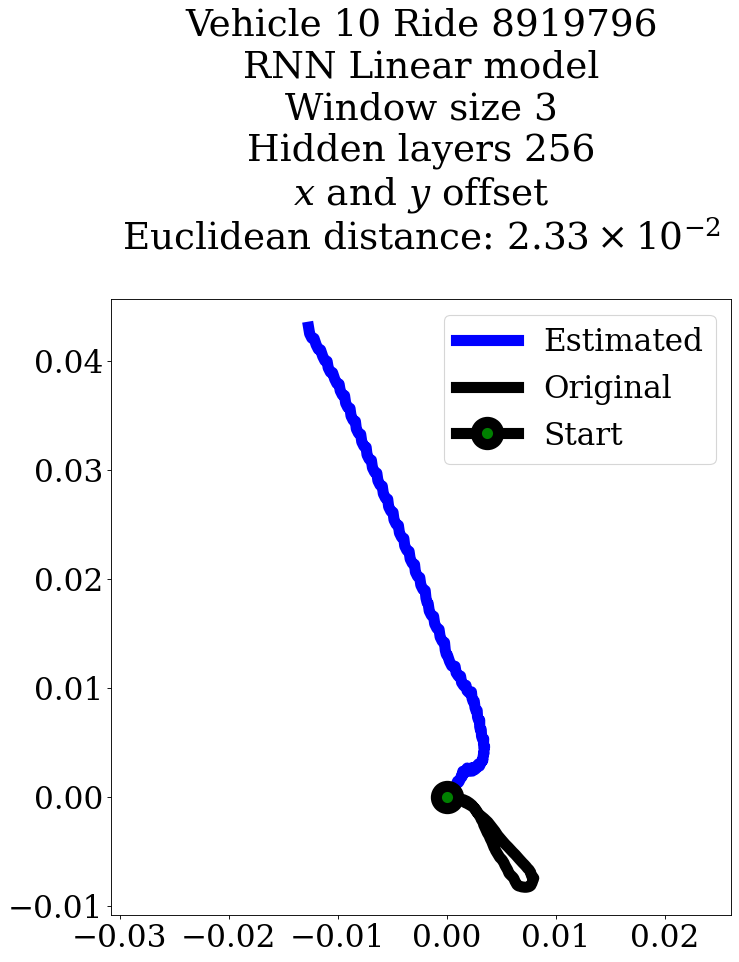 Vehicle 10 Ride 8919796
RNN Linear model
Window size 3
Hidden layers 256
x and y offset
Euclidean distance: 2.33 × 10⁻²
Estimated
Original
Start
0.04
0.03
0.02
0.01
0.00
−0.01
−0.03 −0.02 −0.01 0.00 0.01 0.02